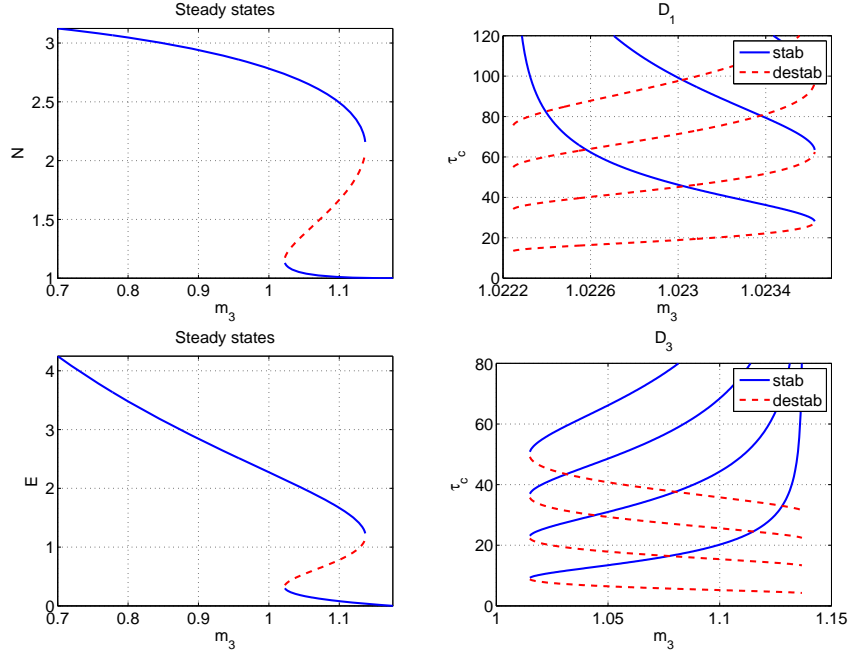 Steady states
3
2.5
2
1.5
1
N
0.7 0.8 0.9 1 1.1
m3
D1
120
100
80
60
40
20
0
τc
stab
destab
1.0222 1.0226 1.023 1.0234
m3
Steady states
4
3
2
1
0
E
0.7 0.8 0.9 1 1.1
m3
D3
80
60
40
20
0
τc
stab
destab
1 1.05 1.1 1.15
m3